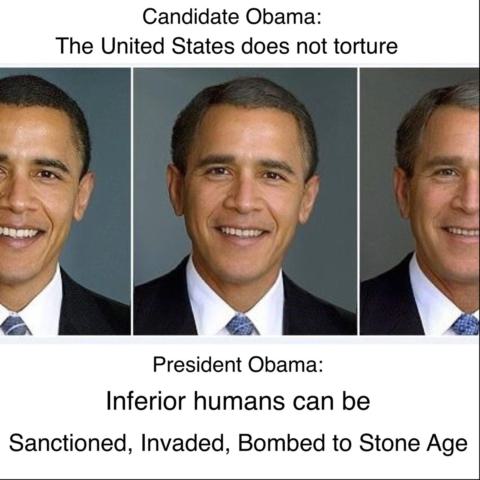 Candidate Obama:
The United States does not torture
President Obama:
Inferior humans can be
Sanctioned, Invaded, Bombed to Stone Age